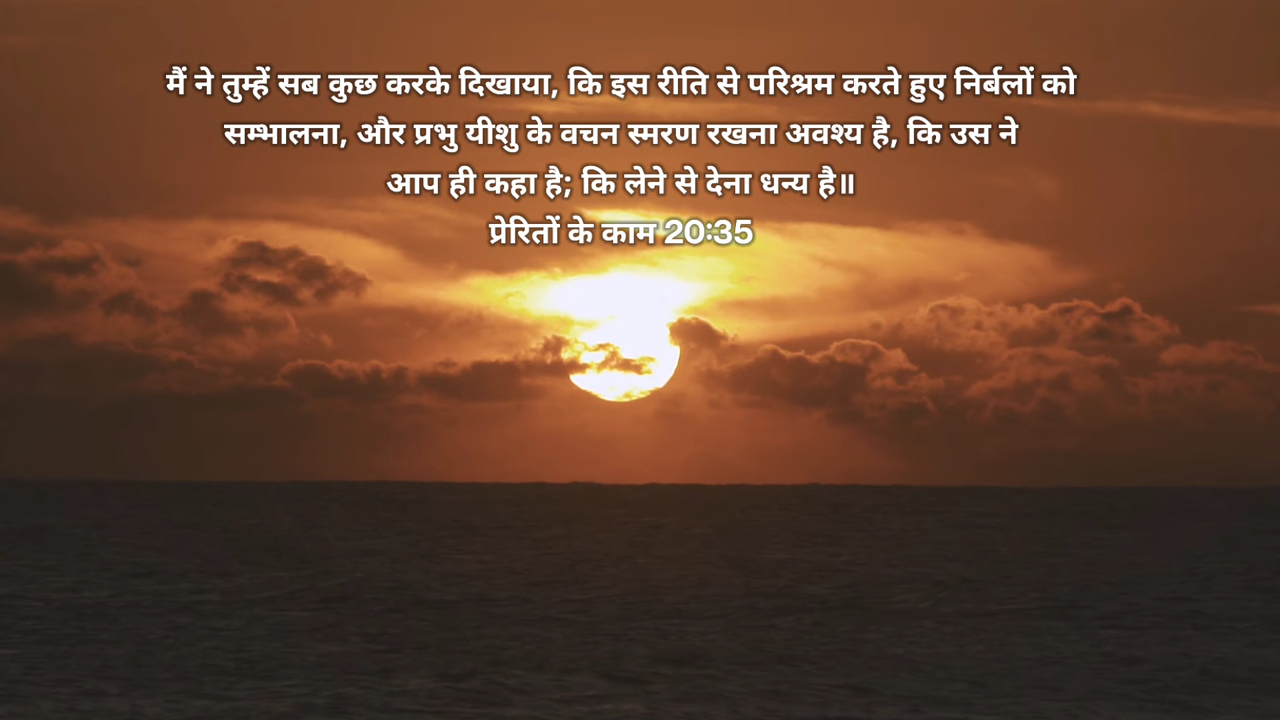 मैं ने तुम्हें सब कुछ करके दिखाया, कि इस रीति से परिश्रम करते हुए निर्बलों को
सम्भालना, और प्रभु यीशु के वचन स्मरण रखना अवश्य है, कि उस ने
आप ही कहा है; कि लेने से देना धन्य है॥
प्रेरितों के काम 20:35